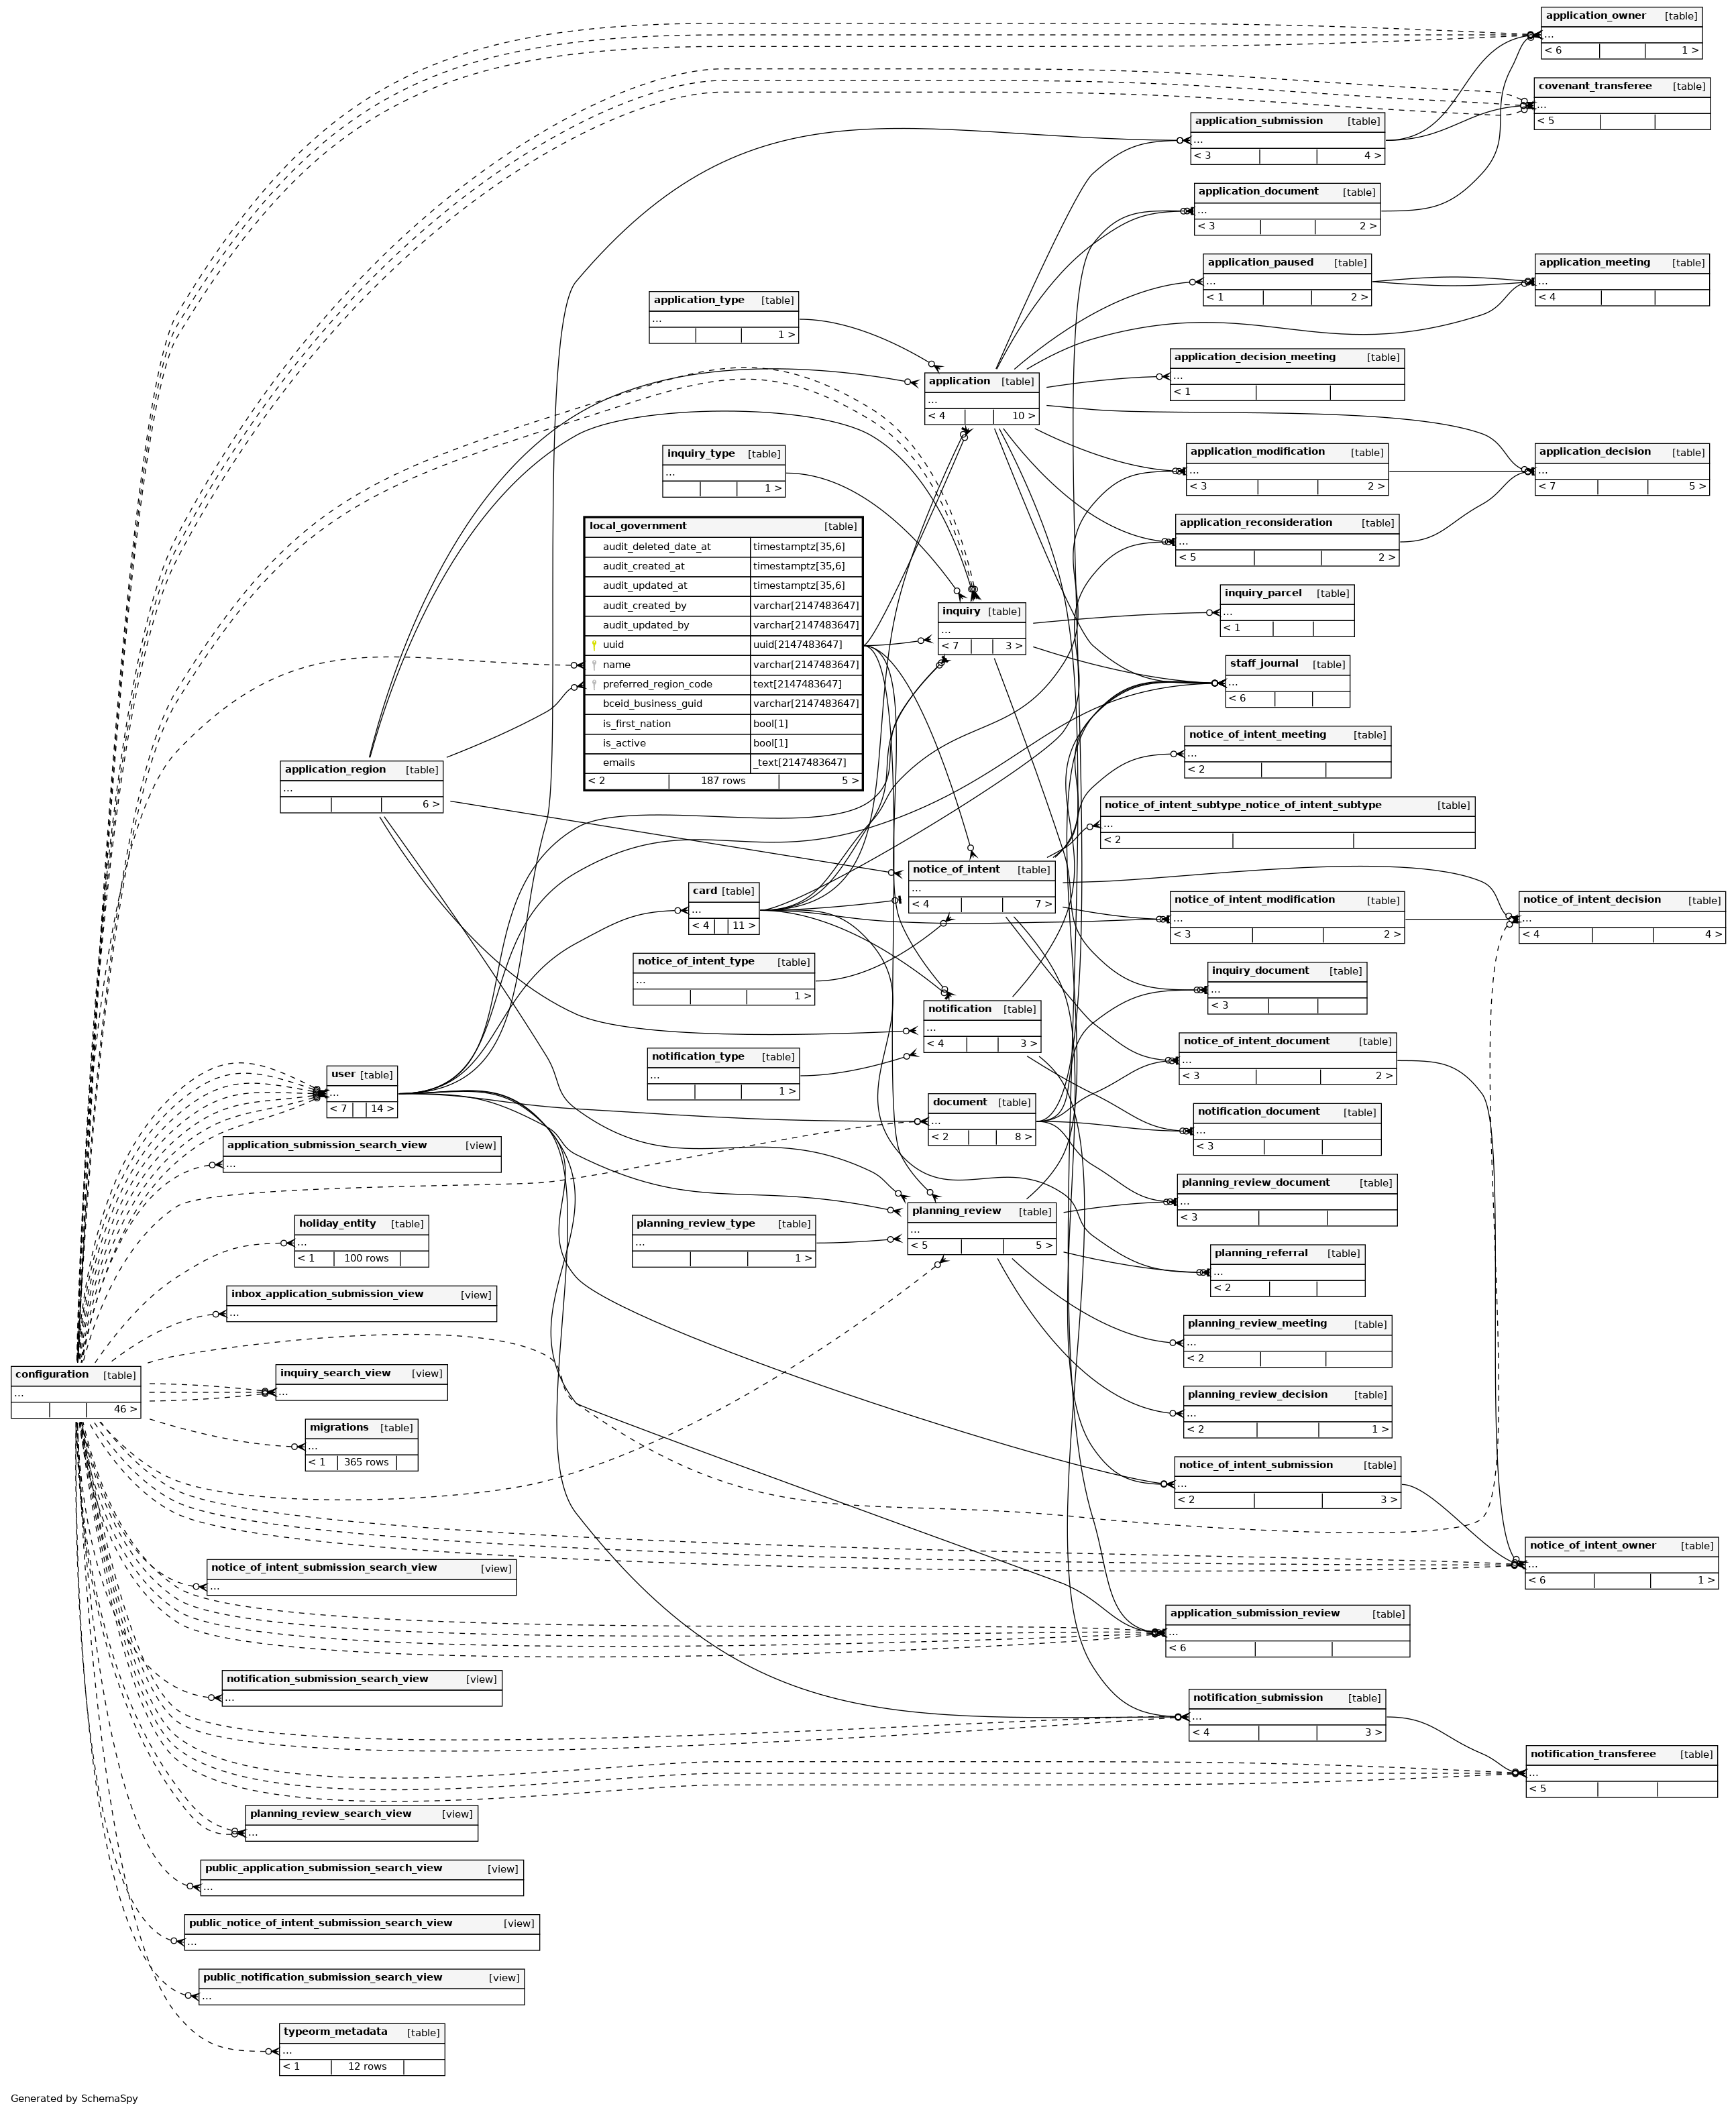 application_owner [table]
...
< 6 1 >
covenant_transferee [table]
...
< 5
application_submission [table]
...
< 3 4 >
application_document [table]
...
< 3 2 >
application_paused [table]
...
< 1 2 >
application_meeting [table]
...
< 4
application_type [table]
...
1 >
application_decision_meeting [table]
...
< 1
application [table]
...
< 4 10 >
inquiry_type [table]
...
1 >
application_modification [table]
...
< 3 2 >
application_decision [table]
...
< 7 5 >
application_reconsideration [table]
...
< 5 2 >
local_government [table]
audit_deleted_date_at timestamptz[35,6]
audit_created_at timestamptz[35,6]
audit_updated_at timestamptz[35,6]
audit_created_by varchar[2147483647]
audit_updated_by varchar[2147483647]
uuid uuid[2147483647]
name varchar[2147483647]
preferred_region_code text[2147483647]
bceid_business_guid varchar[2147483647]
is_first_nation bool[1]
is_active bool[1]
emails _text[2147483647]
< 2 187 rows 5 >
inquiry_parcel [table]
...
< 1
inquiry [table]
...
< 7 3 >
staff_journal [table]
...
< 6
notice_of_intent_meeting [table]
...
< 2
application_region [table]
...
6 >
notice_of_intent_subtype_notice_of_intent_subtype [table]
...
< 2
notice_of_intent [table]
...
< 4 7 >
card [table]
...
< 4 11 >
notice_of_intent_modification [table]
...
< 3 2 >
notice_of_intent_decision [table]
...
< 4 4 >
notice_of_intent_type [table]
...
1 >
inquiry_document [table]
...
< 3
notification [table]
...
< 4 3 >
notice_of_intent_document [table]
...
< 3 2 >
notification_type [table]
...
1 >
user [table]
...
< 7 14 >
document [table]
...
< 2 8 >
notification_document [table]
...
< 3
application_submission_search_view [view]
...
planning_review_document [table]
...
< 3
planning_review [table]
...
< 5 5 >
holiday_entity [table]
...
< 1 100 rows
planning_review_type [table]
...
1 >
planning_referral [table]
...
< 2
inbox_application_submission_view [view]
...
planning_review_meeting [table]
...
< 2
configuration [table]
...
46 >
inquiry_search_view [view]
...
planning_review_decision [table]
...
< 2 1 >
migrations [table]
...
< 1 365 rows
notice_of_intent_submission [table]
...
< 2 3 >
notice_of_intent_owner [table]
...
< 6 1 >
notice_of_intent_submission_search_view [view]
...
application_submission_review [table]
...
< 6
notification_submission_search_view [view]
...
notification_submission [table]
...
< 4 3 >
notification_transferee [table]
...
< 5
planning_review_search_view [view]
...
public_application_submission_search_view [view]
...
public_notice_of_intent_submission_search_view [view]
...
public_notification_submission_search_view [view]
...
typeorm_metadata [table]
...
< 1 12 rows
Generated by SchemaSpy